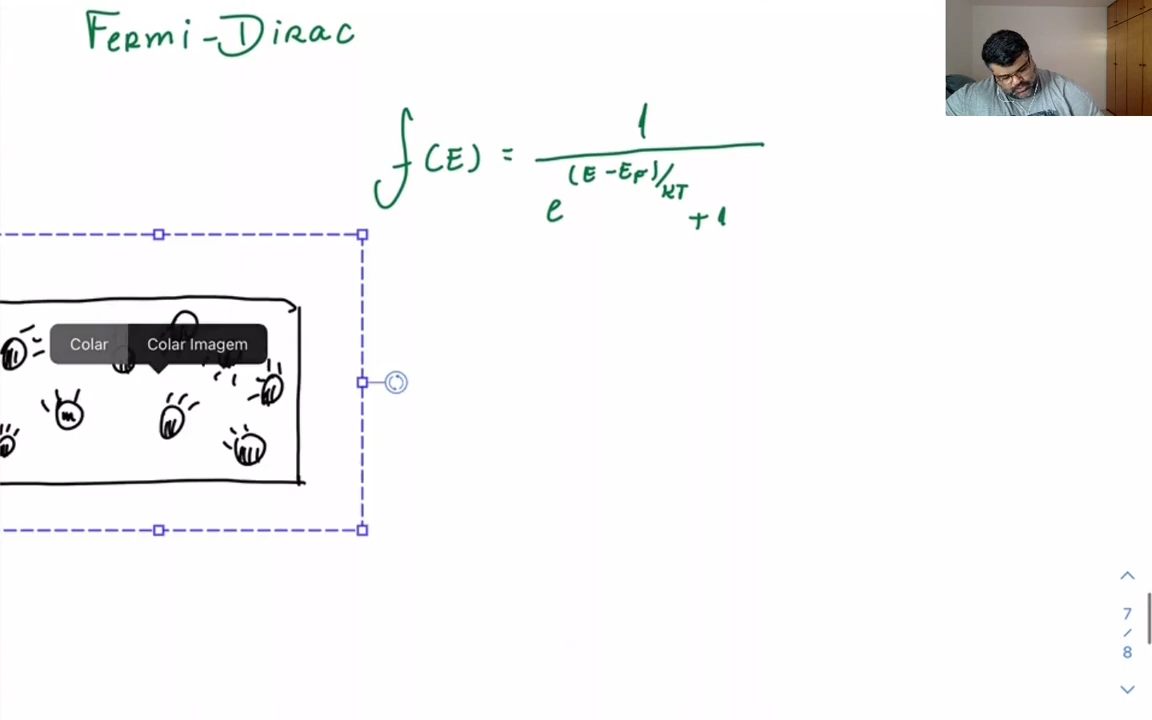 Fermi-Dirac
f(E) = 1
e^(E-EF)/KT + 1
Colar Colar Imagem
7
/
8